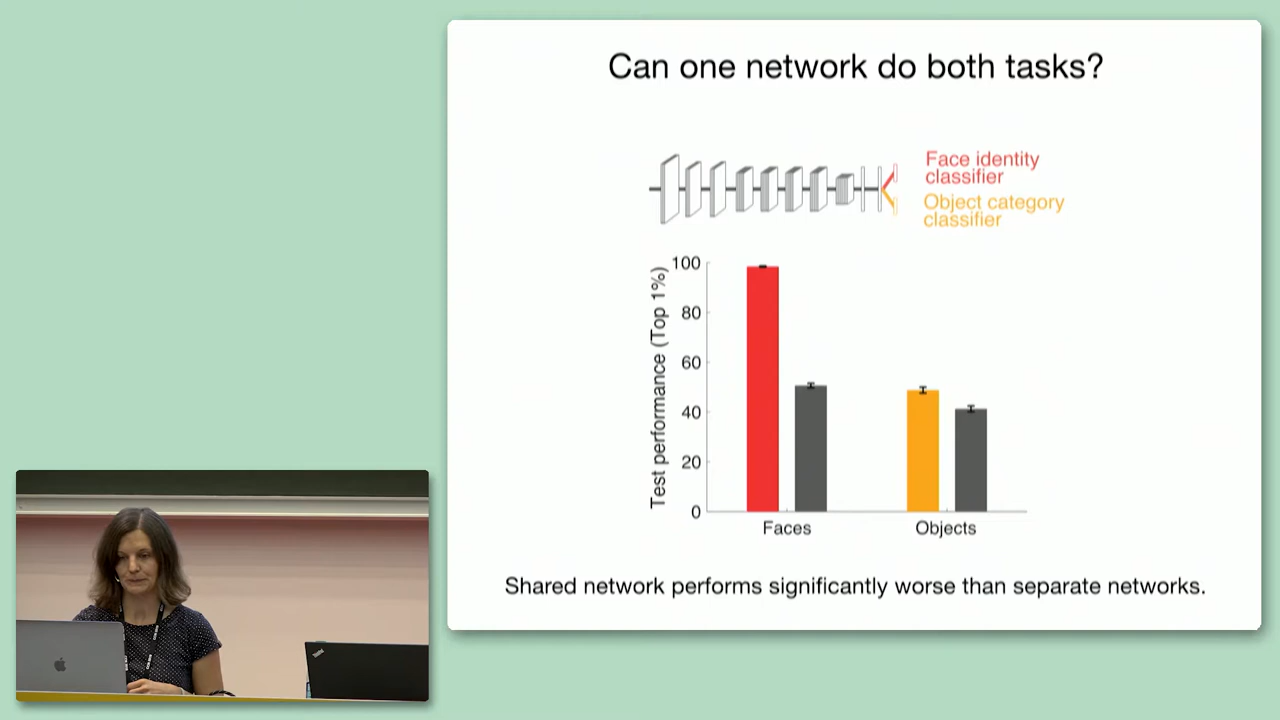 Can one network do both tasks?
Face identity
classifier
Object category
classifier
Test performance (Top 1%)
100
80
60
40
20
0
Faces
Objects
Shared network performs significantly worse than separate networks.